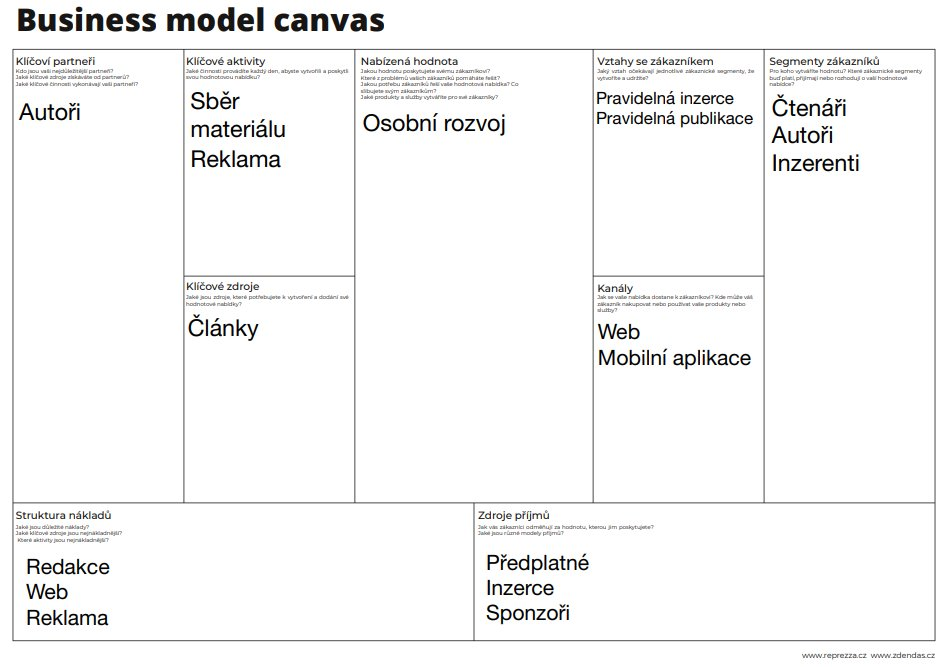 Business model canvas
Klíčoví partneři
Kdo jsou vaši nejdůležitější partneři?
Jaké klíčové zdroje získáváte od partnerů?
Jaké klíčové činnosti vykonávají vaši partneři?
Autoři
Klíčové aktivity
Jaké činnosti provádíte každý den, abyste vytvořili a poskytli
svou hodnotovou nabídku?
Sběr
materiálu
Reklama
Klíčové zdroje
Jaké jsou zdroje, které potřebujete k vytvoření a dodání své
hodnotové nabídky?
Články
Nabízená hodnota
Jakou hodnotu poskytujete svému zákazníkovi?
Které z problémů vašich zákazníků pomáháte řešit?
Jakou potřebu zákazníků řeší vaše hodnotová nabídka? Co
slibujete svým zákazníkům?
Jaké produkty a služby vytváříte pro své zákazníky?
Osobní rozvoj
Vztahy se zákazníkem
Jaký vztah očekávají jednotlivé zákaznické segmenty, že
vytvoříte a udržíte?
Pravidelná inzerce
Pravidelná publikace
Kanály
Jak se vaše nabídka dostane k zákazníkovi? Kde může váš
zákazník nakupovat nebo používat vaše produkty nebo
služby?
Web
Mobilní aplikace
Segmenty zákazníků
Pro koho vytváříte hodnotu? Které zákaznické segmenty
buď platí, přijímají nebo rozhodují o vaší hodnotové
nabídce?
Čtenáři
Autoři
Inzerenti
Struktura nákladů
Jaké jsou důležité náklady?
Jaké klíčové zdroje jsou nejnákladnější?
Které aktivity jsou nejnákladnější?
Redakce
Web
Reklama
Zdroje příjmů
Jak vás zákazníci odměňují za hodnotu, kterou jim poskytujete?
Jaké jsou různé modely příjmů?
Předplatné
Inzerce
Sponzoři
www.reprezza.cz www.zdendas.cz